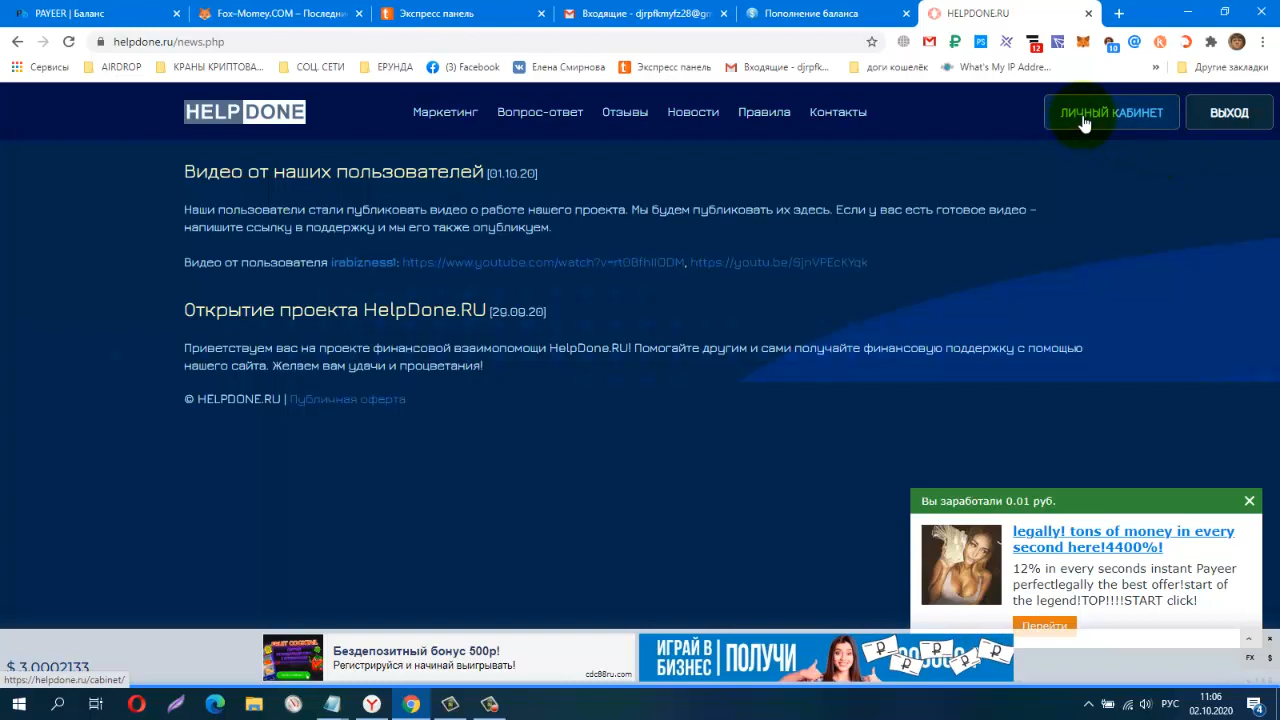 PAYEER | Баланс
Fox-Momey.COM – Последни
Экспресс панель
Входящие - djrpfkmyfz28@gm
Пополнение баланса
HELPDONE.RU
helpdone.ru/news.php
12
10
Сервисы
AIRDROP
КРАНЫ КРИПТОВА...
СОЦ. СЕТИ
ЕРУНДА
(3) Facebook
Елена Смирнова
Экспресс панель
Входящие - djrpfk...
доги кошелёк
What's My IP Addre...
»
Другие закладки
HELPDONE
Маркетинг
Вопрос-ответ
Отзывы
Новости
Правила
Контакты
ЛИЧНЫЙ КАБИНЕТ
ВЫХОД
Видео от наших пользователей [01.10.20]
Наши пользователи стали публиковать видео о работе нашего проекта. Мы будем публиковать их здесь. Если у вас есть готовое видео –
напишите ссылку в поддержку и мы его также опубликуем.
Видео от пользователя irabizness1: https://www.youtube.com/
Открытие проекта HelpDone.RU [29.09.20]
Приветствуем вас на проекте финансовой взаимопомощи HelpDone.RU! Помогайте другим и сами получайте финансовую поддержку с помощью
нашего сайта. Желаем вам удачи и процветания!
© HELPDONE.RU | Публичная оферта
Вы заработали 0.01 руб.
legally! tons of money in every
second here!4400%!
12% in every seconds instant Payeer
perfectlegally the best offer!start of
the legend!TOP!!!!START click!
Перейти
Бездепозитный бонус 500р!
Регистрируйся и начинай выигрывать!
cdc88ru.com
ИГРАЙ В
БИЗНЕС
ПОЛУЧИ
$ 3.0002133
FX
$
https://helpdone.ru/cabinet/
РУС
11:06
02.10.2020
4